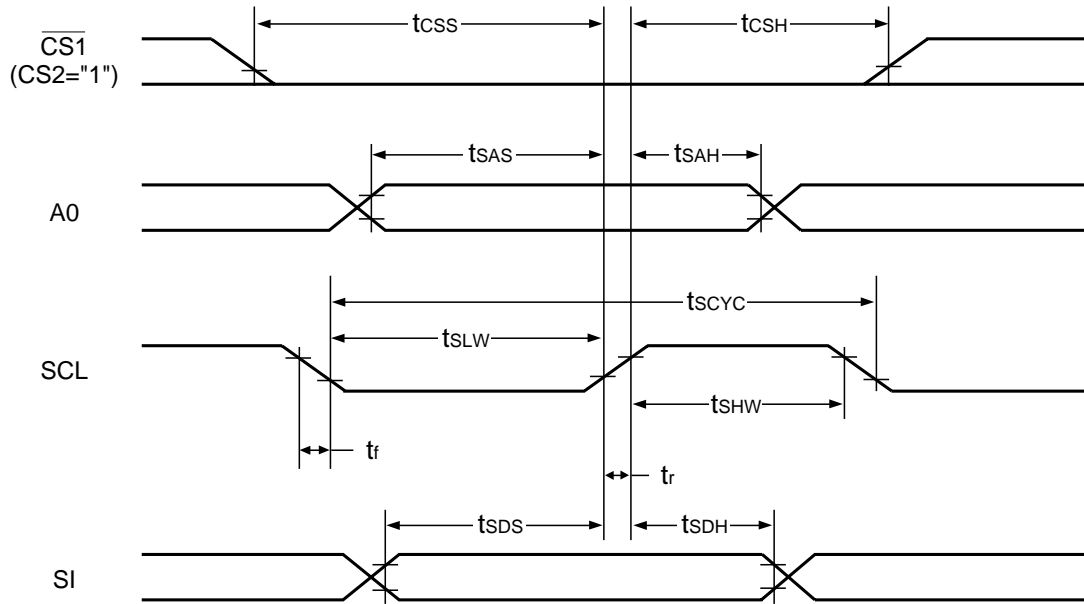 tCSS
tCSH
CS1
(CS2="1")
tSAS
tSAH
A0
tSCYC
tSLW
SCL
tSHW
tf
tr
tSDS
tSDH
SI